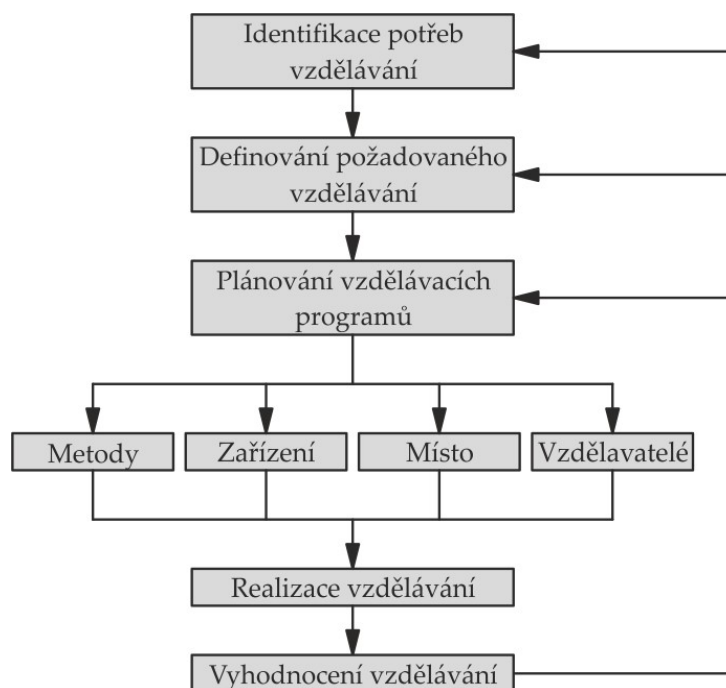 Identifikace potřeb
vzdělávání
Definování požadovaného
vzdělávání
Plánování vzdělávacích
programů
Metody
Zařízení
Místo
Vzdělavatelé
Realizace vzdělávání
Vyhodnocení vzdělávání